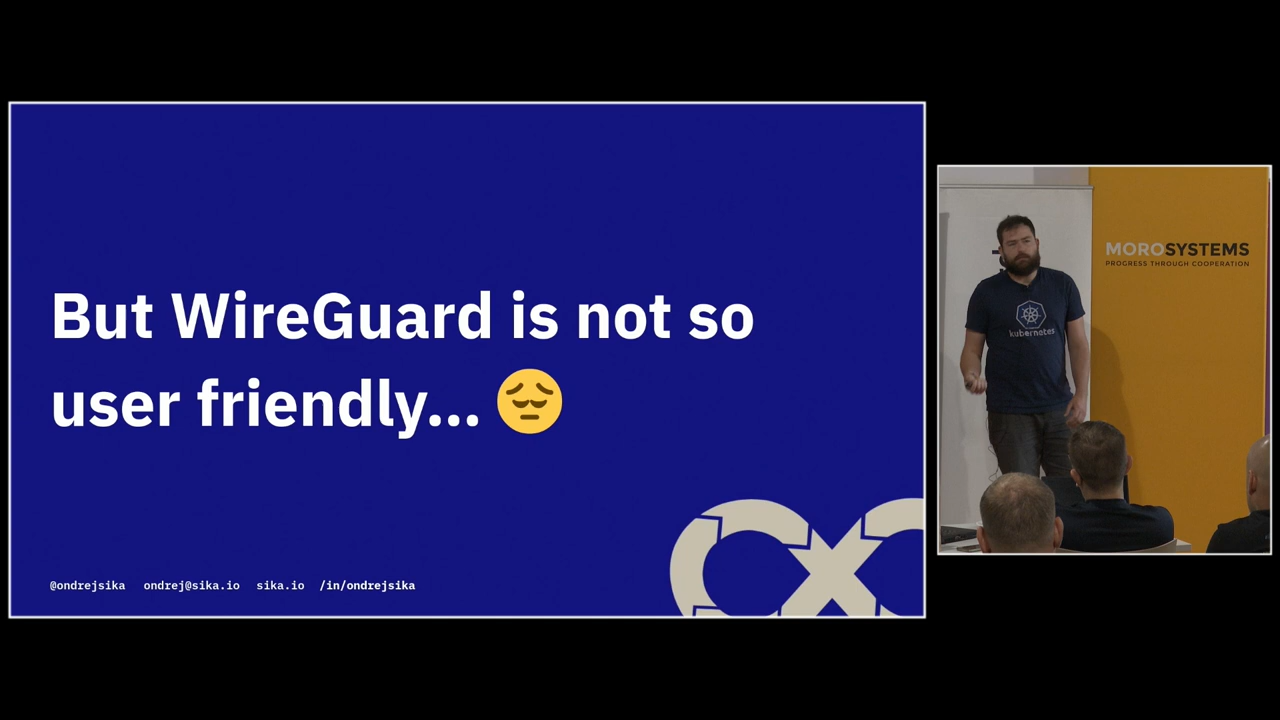 But WireGuard is not so
user friendly... 😔
@ondrejsika ondrej@sika.io sika.io /in/ondrejsika
MOROSYSTEMS
PROGRESS THROUGH COOPERATION
kubernetes